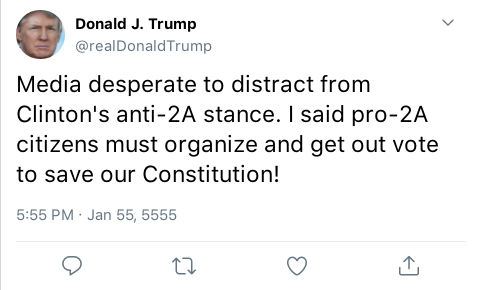 Donald J. Trump
@realDonaldTrump
Media desperate to distract from
Clinton's anti-2A stance. I said pro-2A
citizens must organize and get out vote
to save our Constitution!
5:55 PM · Jan 55, 5555